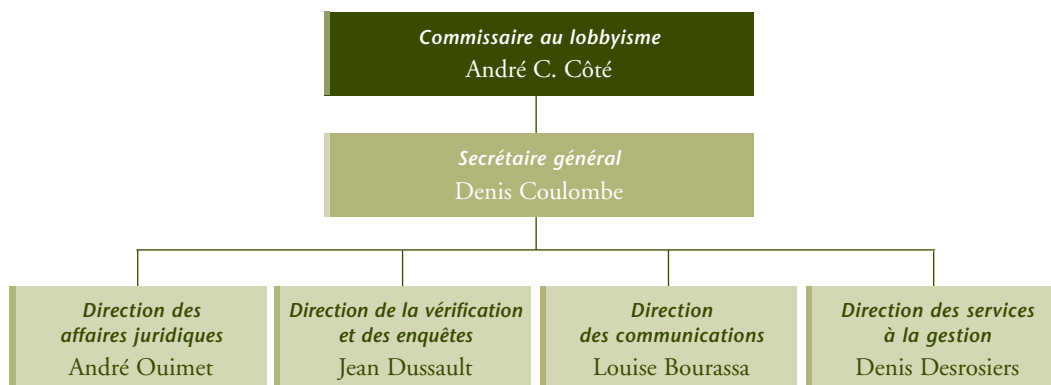 Commissaire au lobbyisme
André C. Côté
Secrétaire général
Denis Coulombe
Direction des
affaires juridiques
André Ouimet
Direction de la vérification
et des enquêtes
Jean Dussault
Direction
des communications
Louise Bourassa
Direction des services
à la gestion
Denis Desrosiers